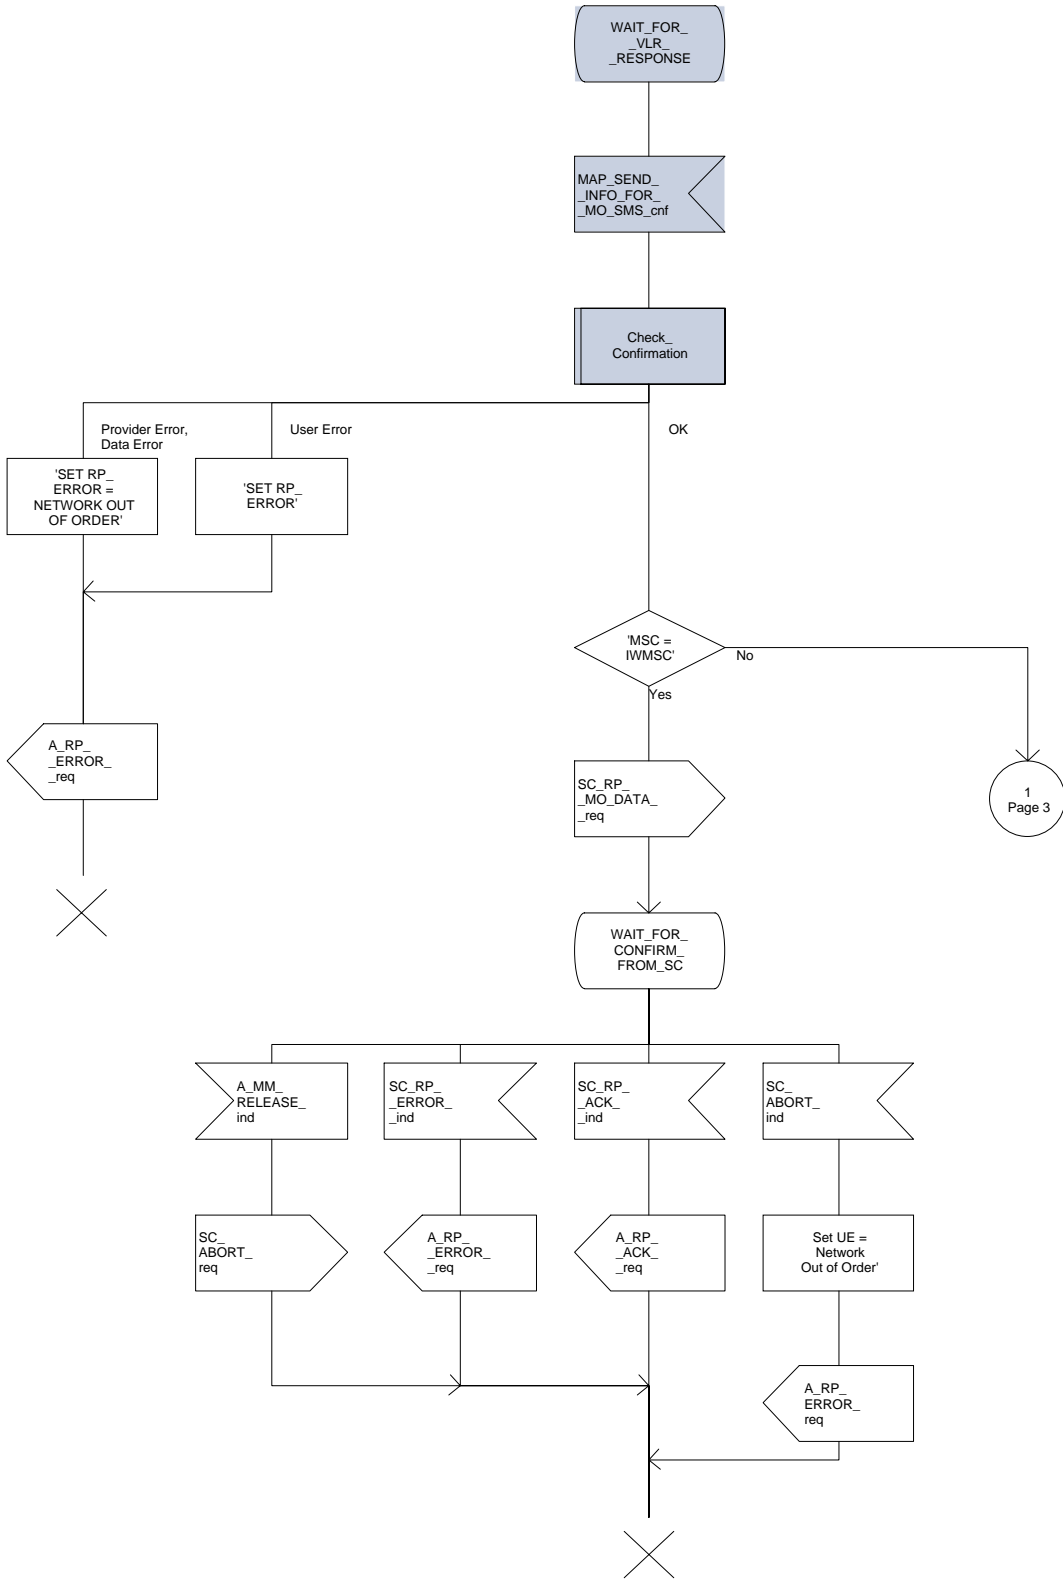 WAIT_FOR_
_VLR_
_RESPONSE
MAP_SEND_
_INFO_FOR_
_MO_SMS_cnf
Check_
Confirmation
Provider Error,
Data Error
User Error
OK
'SET RP_
ERROR =
NETWORK OUT
OF ORDER'
'SET RP_
ERROR'
'MSC =
IWMSC'
No
Yes
A_RP_
_ERROR_
_req
SC_RP_
_MO_DATA_
_req
1
Page 3
WAIT_FOR_
CONFIRM_
FROM_SC
A_MM_
RELEASE_
ind
SC_RP_
_ERROR_
_ind
SC_RP_
_ACK_
_ind
SC_
ABORT_
ind
SC_
ABORT_
req
A_RP_
_ERROR_
_req
A_RP_
_ACK_
_req
Set UE =
Network
Out of Order'
A_RP_
ERROR_
req